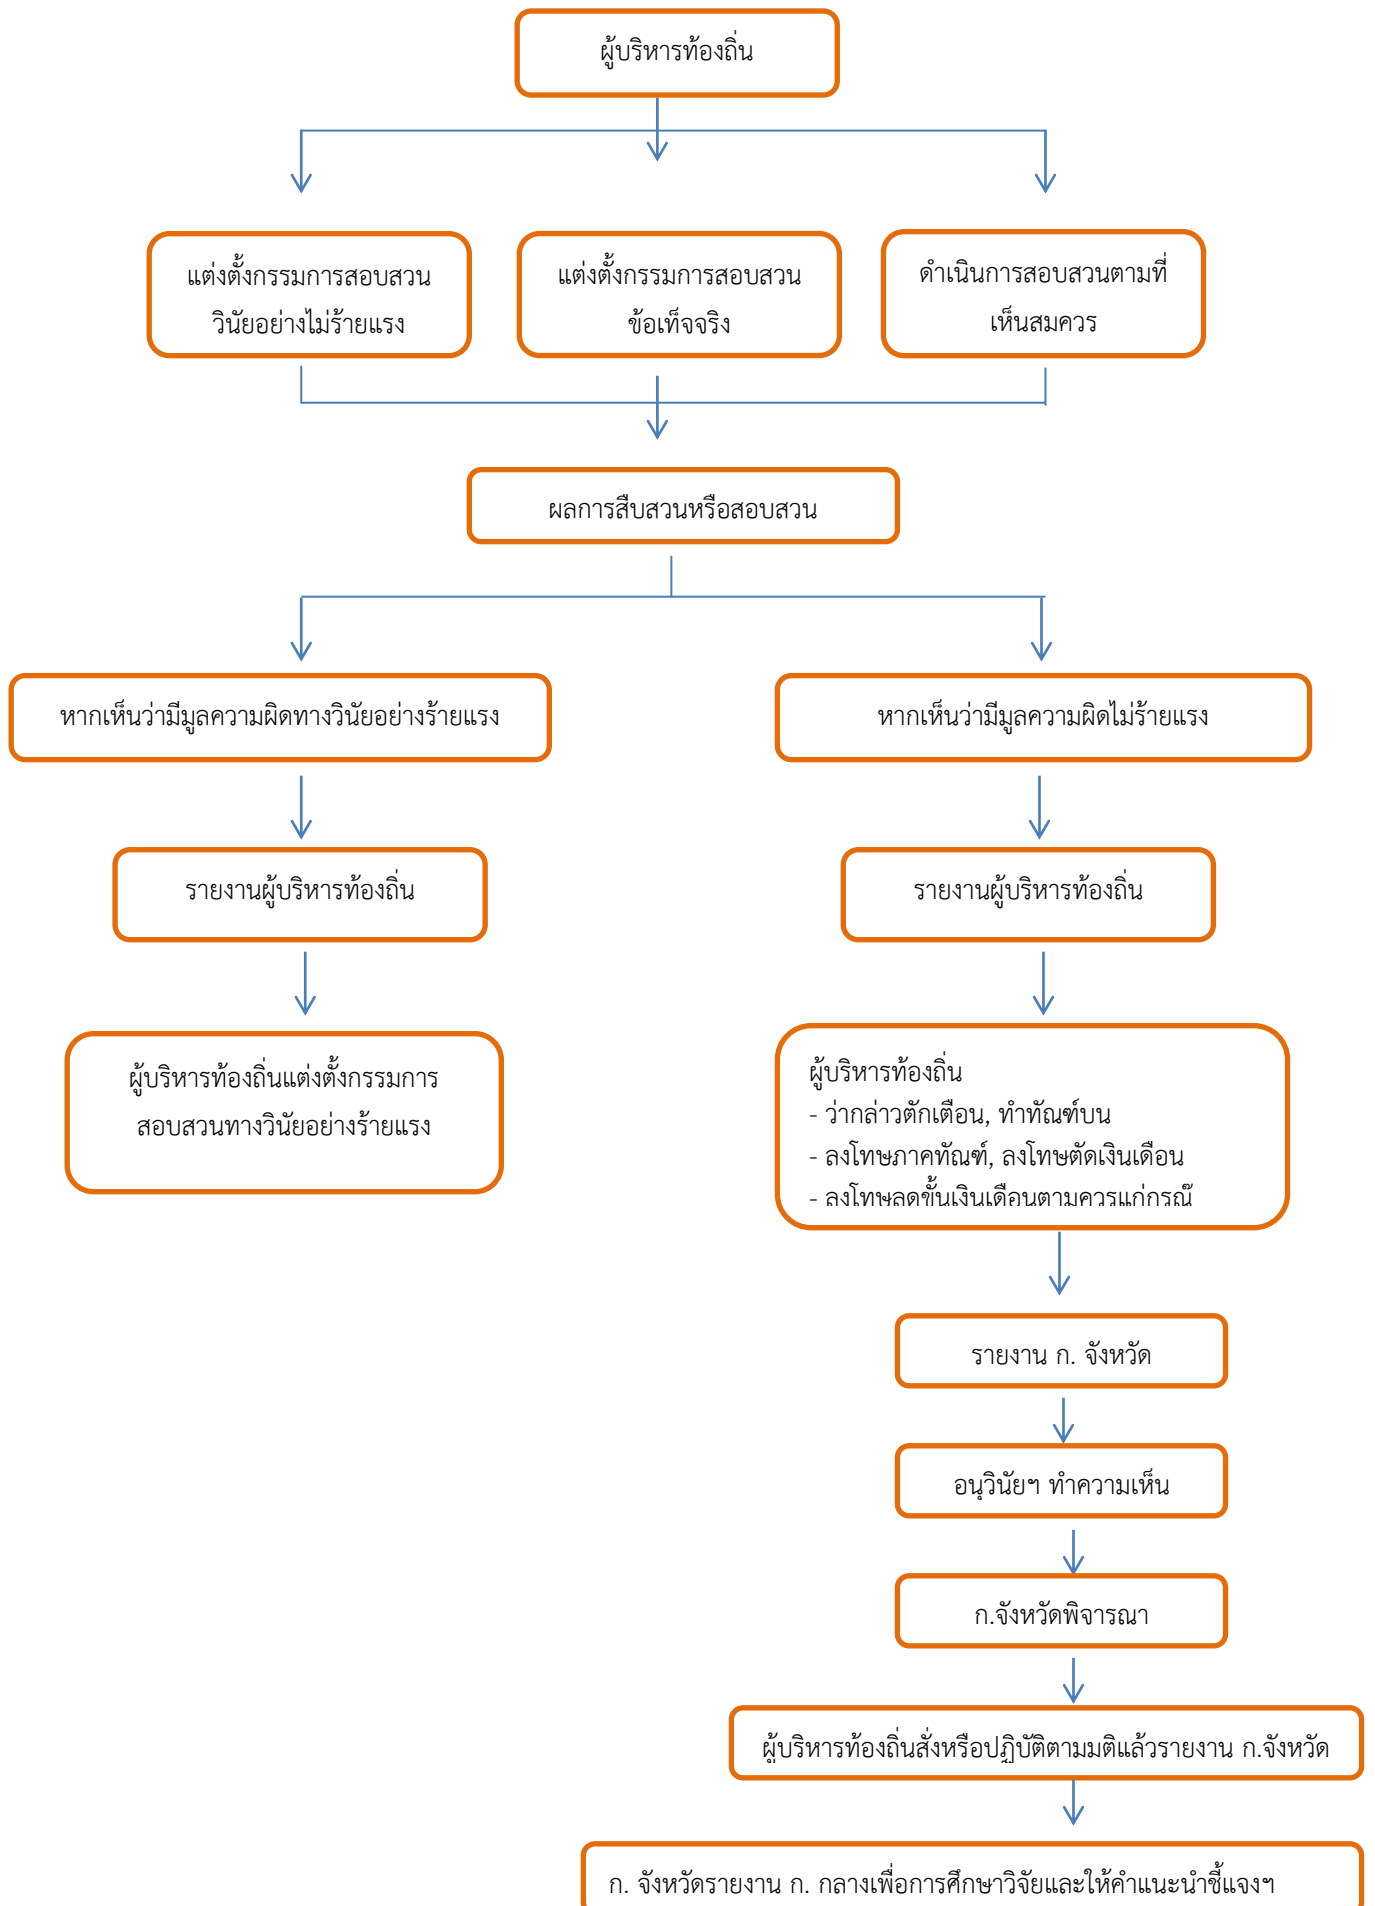 ผู้บริหารท้องถิ่น
แต่งตั้งกรรมการสอบสวน
วินัยอย่างไม่ร้ายแรง
แต่งตั้งกรรมการสอบสวน
ข้อเท็จจริง
ดำเนินการสอบสวนตามที่
เห็นสมควร
ผลการสืบสวนหรือสอบสวน
หากเห็นว่ามีมูลความผิดทางวินัยอย่างร้ายแรง
หากเห็นว่ามีมูลความผิดไม่ร้ายแรง
รายงานผู้บริหารท้องถิ่น
รายงานผู้บริหารท้องถิ่น
ผู้บริหารท้องถิ่นแต่งตั้งกรรมการ
สอบสวนทางวินัยอย่างร้ายแรง
ผู้บริหารท้องถิ่น
- ว่ากล่าวตักเตือน, ทำทัณฑ์บน
- ลงโทษภาคทัณฑ์, ลงโทษตัดเงินเดือน
- ลงโทษลดขั้นเงินเดือนตามควรแก่กรณ๊
รายงาน ก. จังหวัด
อนุวินัยฯ ทำความเห็น
ก.จังหวัดพิจารณา
ผู้บริหารท้องถิ่นสั่งหรือปฏิบัติตามมติแล้วรายงาน ก.จังหวัด
ก. จังหวัดรายงาน ก. กลางเพื่อการศึกษาวิจัยและให้คำแนะนำชี้แจงฯ